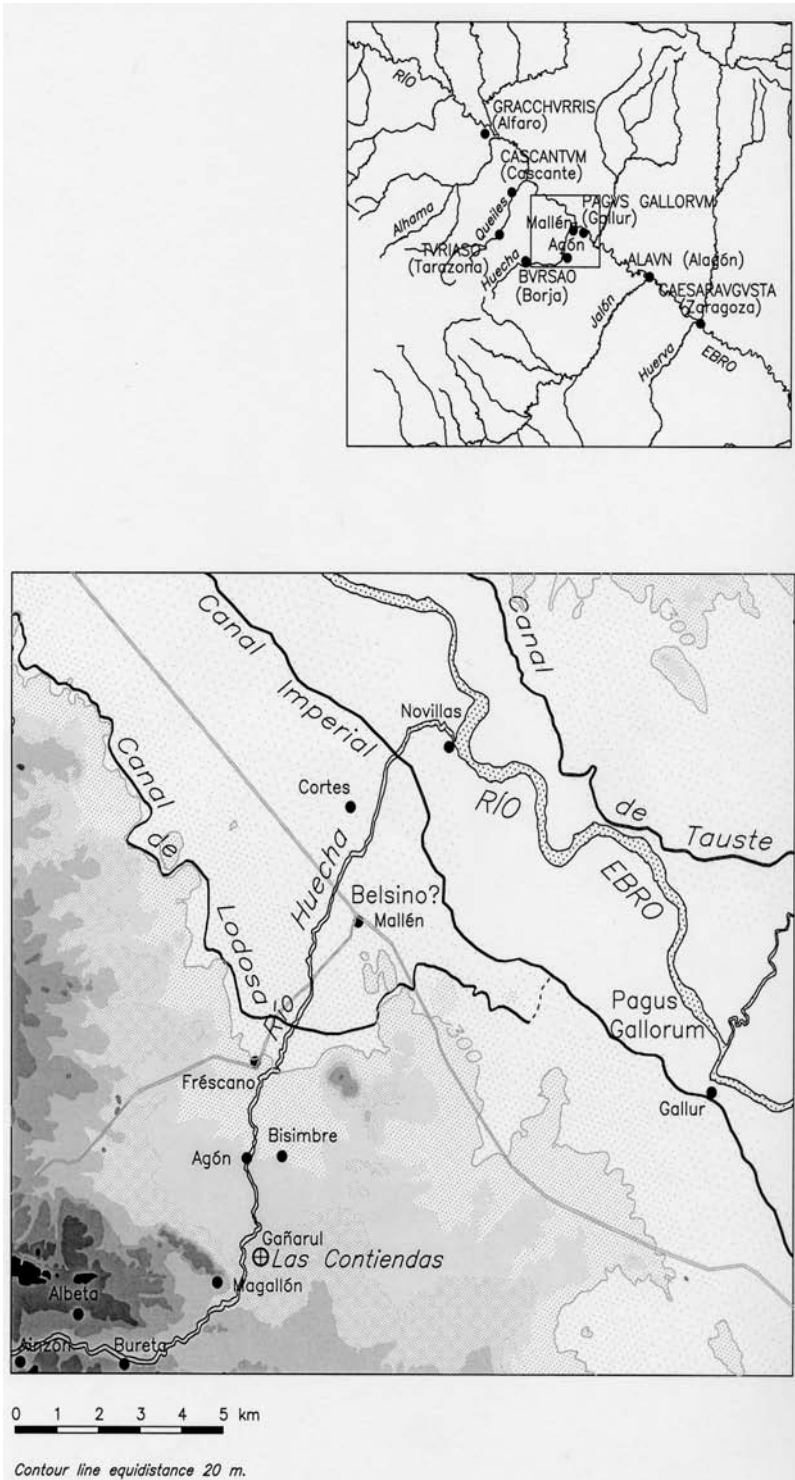 RÍO
GRACCHVRRIS
(Alfaro)
CASCANTVM
(Cascante)
Alhama
Queiles
PAGVS GALLORVM
(Gallur)
Mallén
Agón
TVRIASO
(Tarazona)
Huecha
BVRSAO
(Borja)
ALAVN (Alagón)
CAESARAVGVSTA
(Zaragoza)
Jalón
Huerva
EBRO
Canal Imperial
Canal de Tauste
300
Canal de Lodosa
Novillas
Cortes
RÍO EBRO
RÍO Huecha
Belsino?
Mallén
Pagus
Gallorum
300
Fréscano
Gallur
Agón
Bisimbre
Gañarul
Las Contiendas
Magallón
Albeta
Ainzón
Bureta
0 1 2 3 4 5 km
Contour line equidistance 20 m.